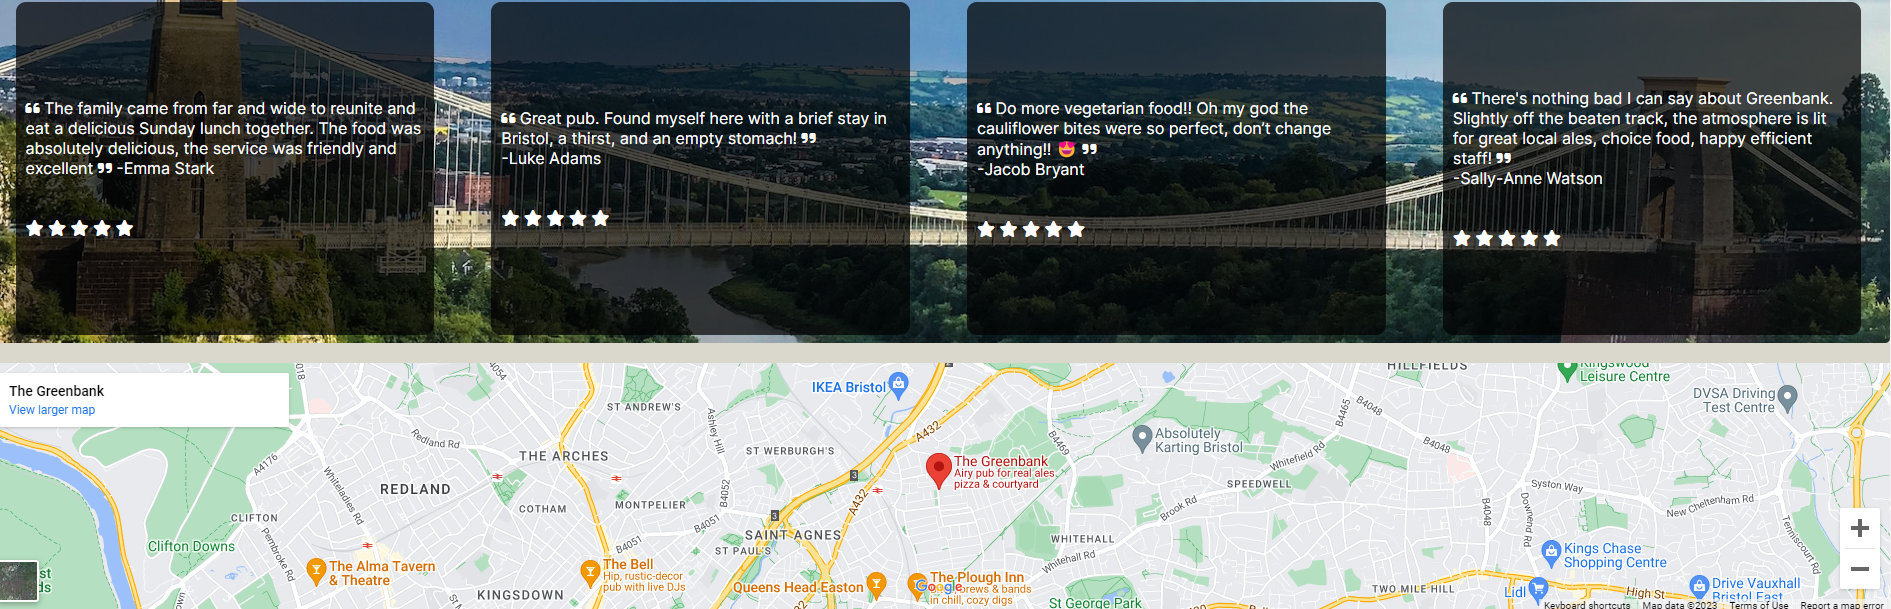 ❝ The family came from far and wide to reunite and
eat a delicious Sunday lunch together. The food was
absolutely delicious, the service was friendly and
excellent ❞ -Emma Stark
❝ Great pub. Found myself here with a brief stay in
Bristol, a thirst, and an empty stomach! ❞
-Luke Adams
❝ Do more vegetarian food!! Oh my god the
cauliflower bites were so perfect, don't change
anything!! 😍 ❞
-Jacob Bryant
❝ There's nothing bad I can say about Greenbank.
Slightly off the beaten track, the atmosphere is lit
for great local ales, choice food, happy efficient
staff! ❞
-Sally-Anne Watson
The Greenbank
View larger map
HILLFIELDS
Kingswood
Leisure Centre
IKEA Bristol
DVSA Driving
Test Centre
ST ANDREW'S
Ashley Hill
A4465
B4048
A432
Redland Rd
Absolutely
Karting Bristol
B4469
B4048
THE ARCHES
ST WERBURGH'S
A4176
The Greenbank
Airy pub for real ales,
pizza & courtyard
Whitefield Rd
3
REDLAND
Whiteladies Rd
SPEEDWELL
Syston Way
B4052
MONTPELIER
COTHAM
A432
Brook Rd
New Cheltenham Rd
B4048
Downend Rd
CLIFTON
B4051
3
SAINT AGNES
ST PAUL'S
WHITEHALL
Whitehall Rd
Clifton Downs
Pembroke Rd
B4051
Kings Chase
Shopping Centre
The Alma Tavern
& Theatre
The Bell
Hip, rustic-decor
pub with live DJs
Queens Head Easton
The Plough Inn
brews & bands
in chill, cozy digs
Google
KINGSDOWN
St George Park
TWO MILE HILL
Lidl
High St
Drive Vauxhall
Bristol East
Keyboard shortcuts
Map data ©2023
Terms of Use
Report a map error